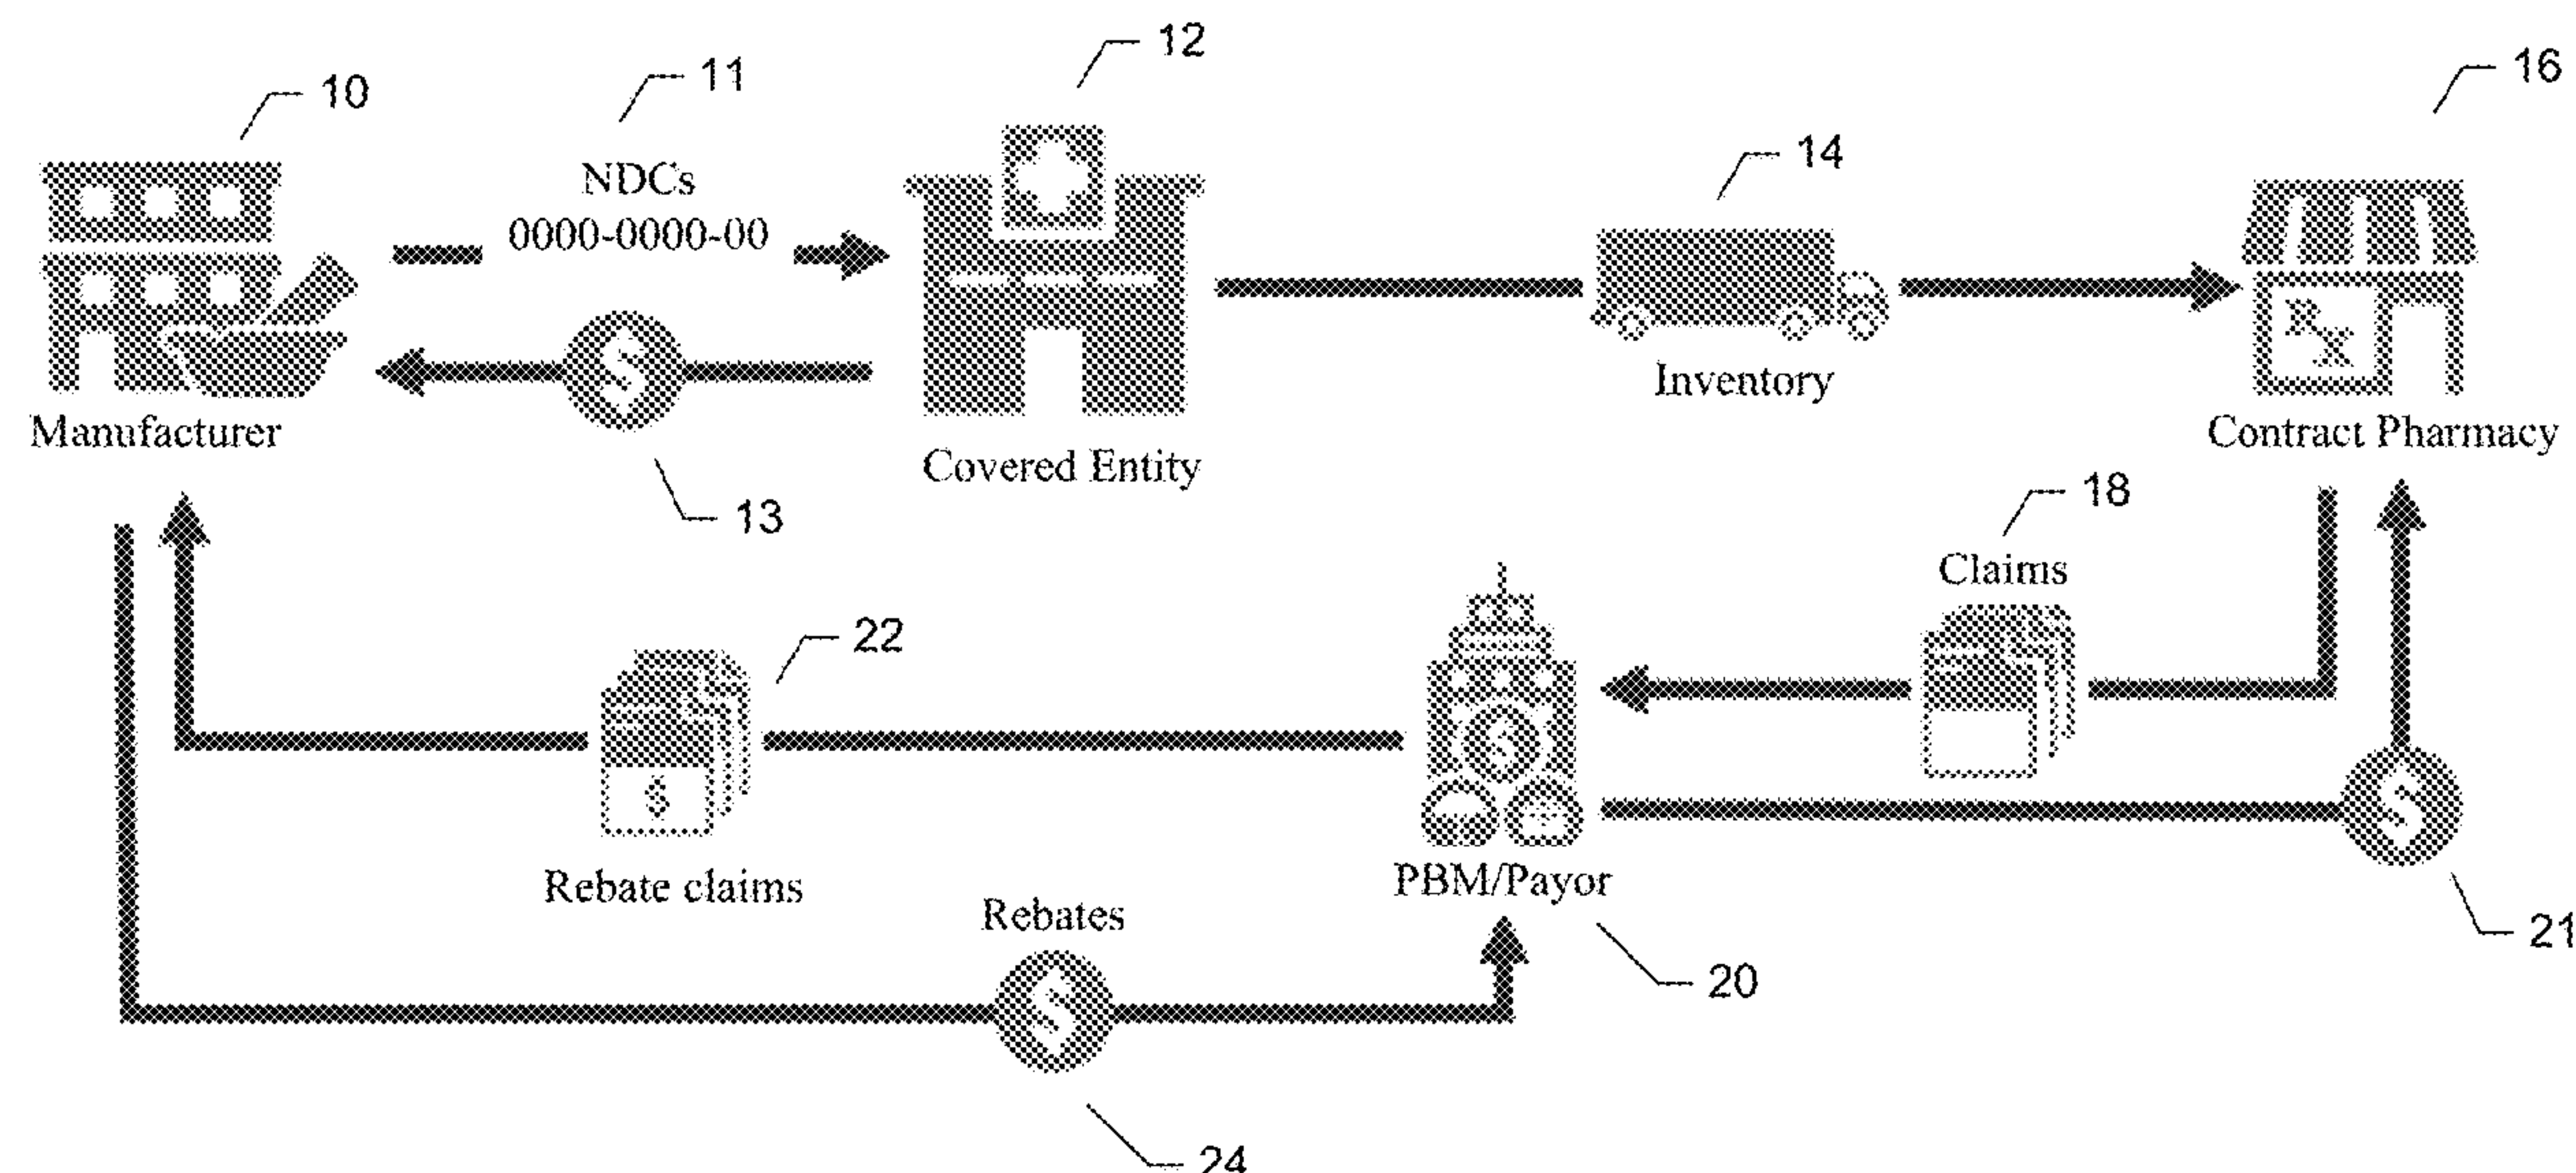 10
11
12
16
NDCs
0000-0000-00
14
Manufacturer
$
Covered Entity
Inventory
Rx
Contract Pharmacy
13
18
Claims
22
$
Rebate claims
$
PBM/Payor
$
21
Rebates
$
20
24